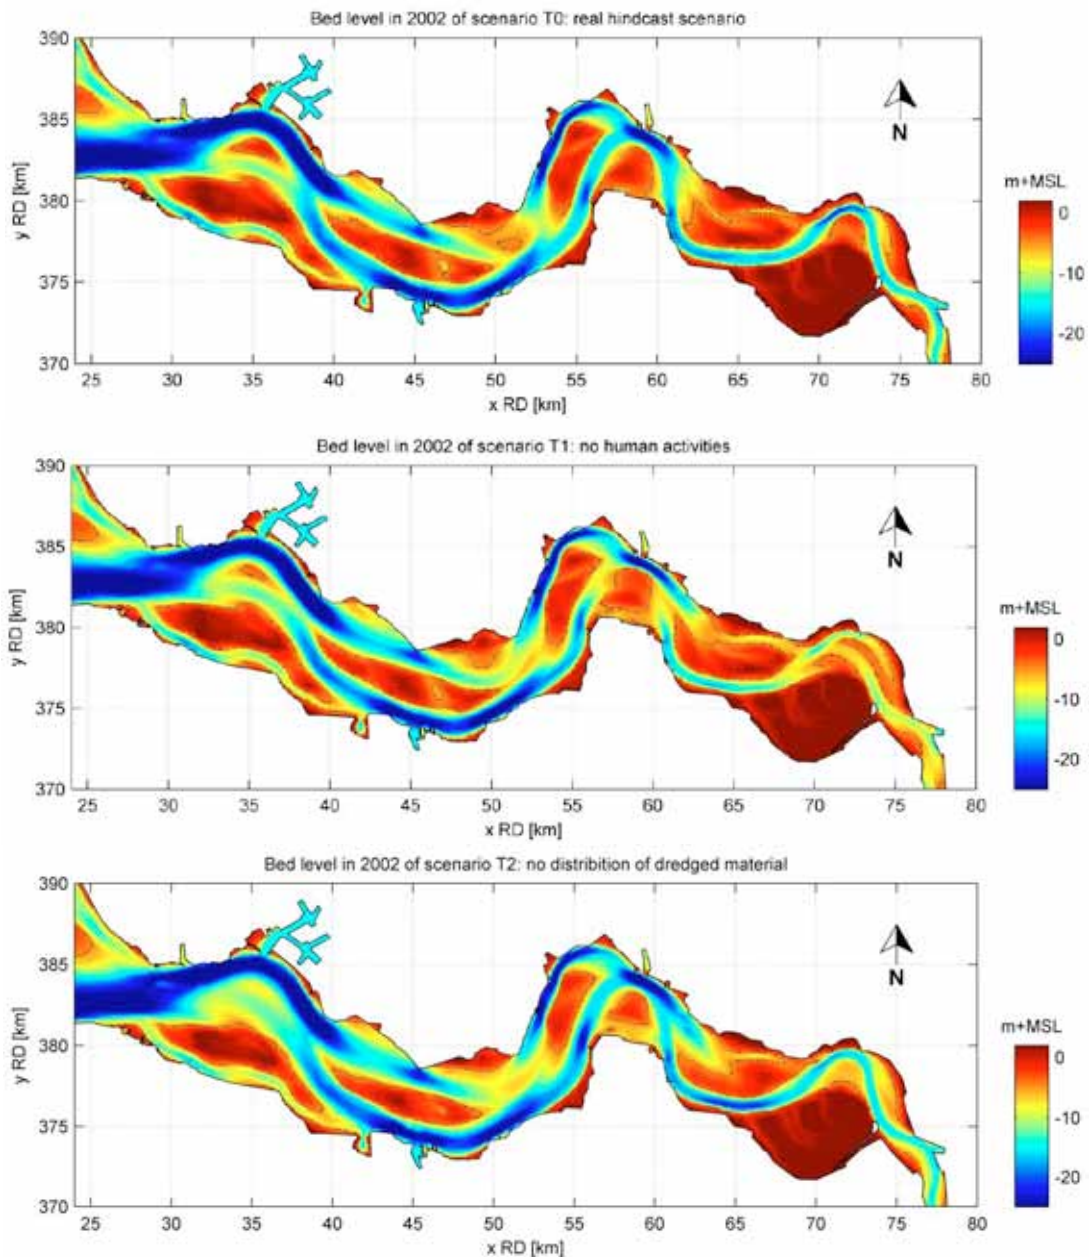 Bed level in 2002 of scenario T0: real hindcast scenario
390
385
380
375
370
y RD [km]
25 30 35 40 45 50 55 60 65 70 75 80
x RD [km]
N
m+MSL
0
-10
-20
Bed level in 2002 of scenario T1: no human activities
390
385
380
375
370
y RD [km]
25 30 35 40 45 50 55 60 65 70 75 80
x RD [km]
N
m+MSL
0
-10
-20
Bed level in 2002 of scenario T2: no distribition of dredged material
390
385
380
375
370
y RD [km]
25 30 35 40 45 50 55 60 65 70 75 80
x RD [km]
N
m+MSL
0
-10
-20